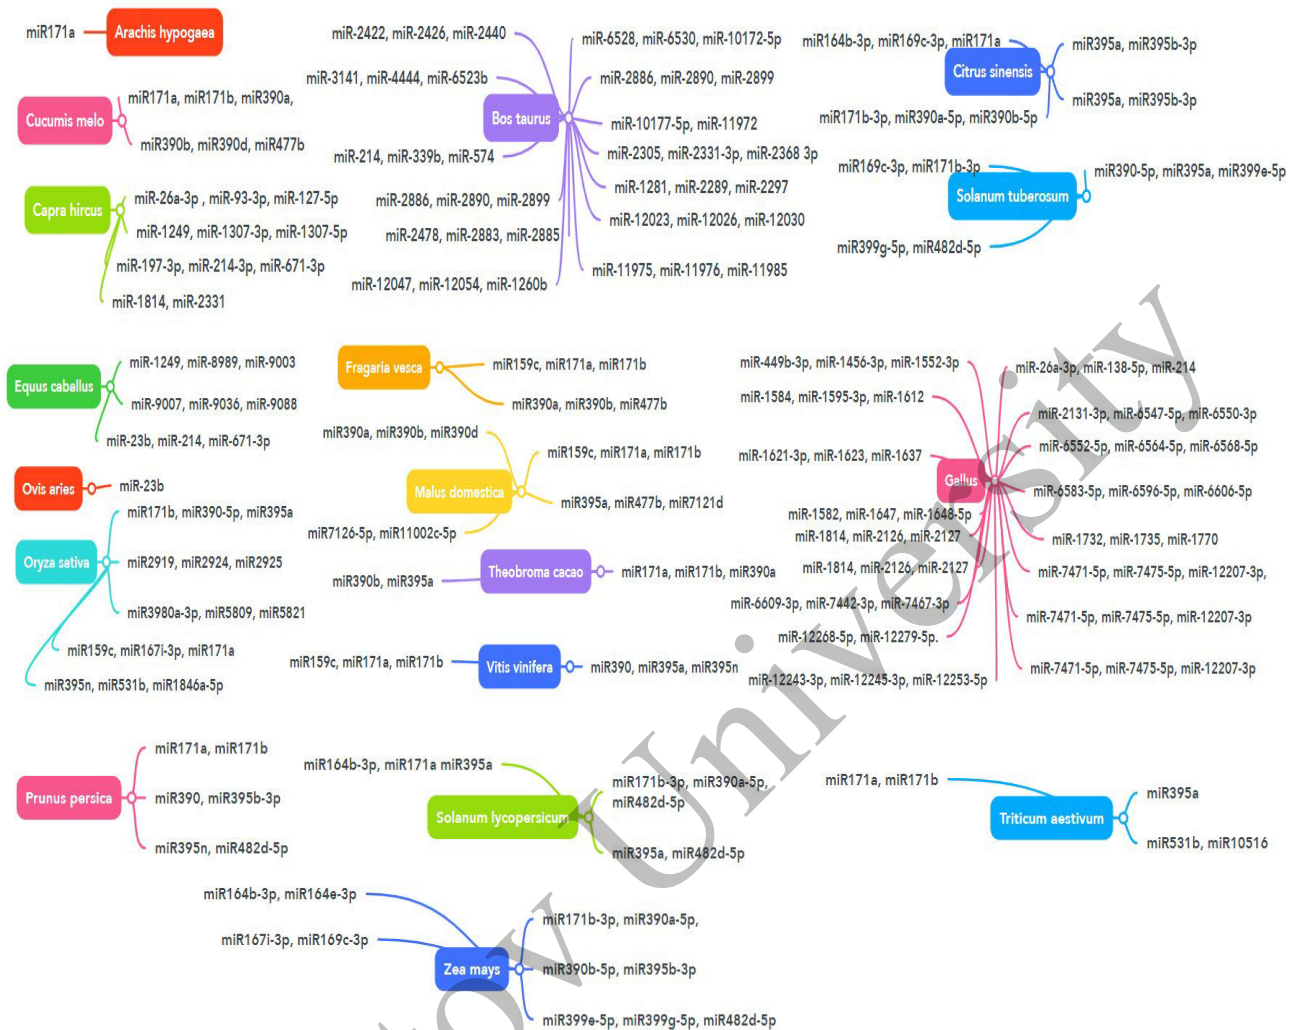 miR171a
Arachis hypogaea
Cucumis melo
miR171a, miR171b, miR390a,
miR390b, miR390d, miR477b
Capra hircus
miR-26a-3p , miR-93-3p, miR-127-5p
miR-1249, miR-1307-3p, miR-1307-5p
miR-197-3p, miR-214-3p, miR-671-3p
miR-1814, miR-2331
miR-2422, miR-2426, miR-2440
miR-3141, miR-4444, miR-6523b
Bos taurus
miR-214, miR-339b, miR-574
miR-2886, miR-2890, miR-2899
miR-2478, miR-2883, miR-2885
miR-12047, miR-12054, miR-1260b
miR-6528, miR-6530, miR-10172-5p
miR-2886, miR-2890, miR-2899
miR-10177-5p, miR-11972
miR-2305, miR-2331-3p, miR-2368 3p
miR-1281, miR-2289, miR-2297
miR-12023, miR-12026, miR-12030
miR-11975, miR-11976, miR-11985
miR164b-3p, miR169c-3p, miR171a
Citrus sinensis
miR171b-3p, miR390a-5p, miR390b-5p
miR395a, miR395b-3p
miR395a, miR395b-3p
miR169c-3p, miR171b-3p
Solanum tuberosum
miR399g-5p, miR482d-5p
miR390-5p, miR395a, miR399e-5p
Equus caballus
miR-1249, miR-8989, miR-9003
miR-9007, miR-9036, miR-9088
miR-23b, miR-214, miR-671-3p
Ovis aries
miR-23b
Oryza sativa
miR171b, miR390-5p, miR395a
miR2919, miR2924, miR2925
miR3980a-3p, miR5809, miR5821
miR159c, miR167i-3p, miR171a
miR395n, miR531b, miR1846a-5p
Fragaria vesca
miR159c, miR171a, miR171b
miR390a, miR390b, miR477b
miR390a, miR390b, miR390d
Malus domestica
miR7126-5p, miR11002c-5p
miR159c, miR171a, miR171b
miR395a, miR477b, miR7121d
miR390b, miR395a
Theobroma cacao
miR171a, miR171b, miR390a
miR159c, miR171a, miR171b
Vitis vinifera
miR390, miR395a, miR395n
miR-449b-3p, miR-1456-3p, miR-1552-3p
miR-1584, miR-1595-3p, miR-1612
miR-1621-3p, miR-1623, miR-1637
Gallus
miR-1582, miR-1647, miR-1648-5p
miR-1814, miR-2126, miR-2127
miR-1814, miR-2126, miR-2127
miR-6609-3p, miR-7442-3p, miR-7467-3p
miR-12268-5p, miR-12279-5p.
miR-12243-3p, miR-12245-3p, miR-12253-5p
miR-26a-3p, miR-138-5p, miR-214
miR-2131-3p, miR-6547-5p, miR-6550-3p
miR-6552-5p, miR-6564-5p, miR-6568-5p
miR-6583-5p, miR-6596-5p, miR-6606-5p
miR-1732, miR-1735, miR-1770
miR-7471-5p, miR-7475-5p, miR-12207-3p,
miR-7471-5p, miR-7475-5p, miR-12207-3p
miR-7471-5p, miR-7475-5p, miR-12207-3p
Prunus persica
miR171a, miR171b
miR390, miR395b-3p
miR395n, miR482d-5p
miR164b-3p, miR171a miR395a
Solanum lycopersicum
miR171b-3p, miR390a-5p,
miR482d-5p
miR395a, miR482d-5p
miR171a, miR171b
Triticum aestivum
miR395a
miR531b, miR10516
miR164b-3p, miR164e-3p
miR167i-3p, miR169c-3p
Zea mays
miR171b-3p, miR390a-5p,
miR390b-5p, miR395b-3p
miR399e-5p, miR399g-5p, miR482d-5p
tov University